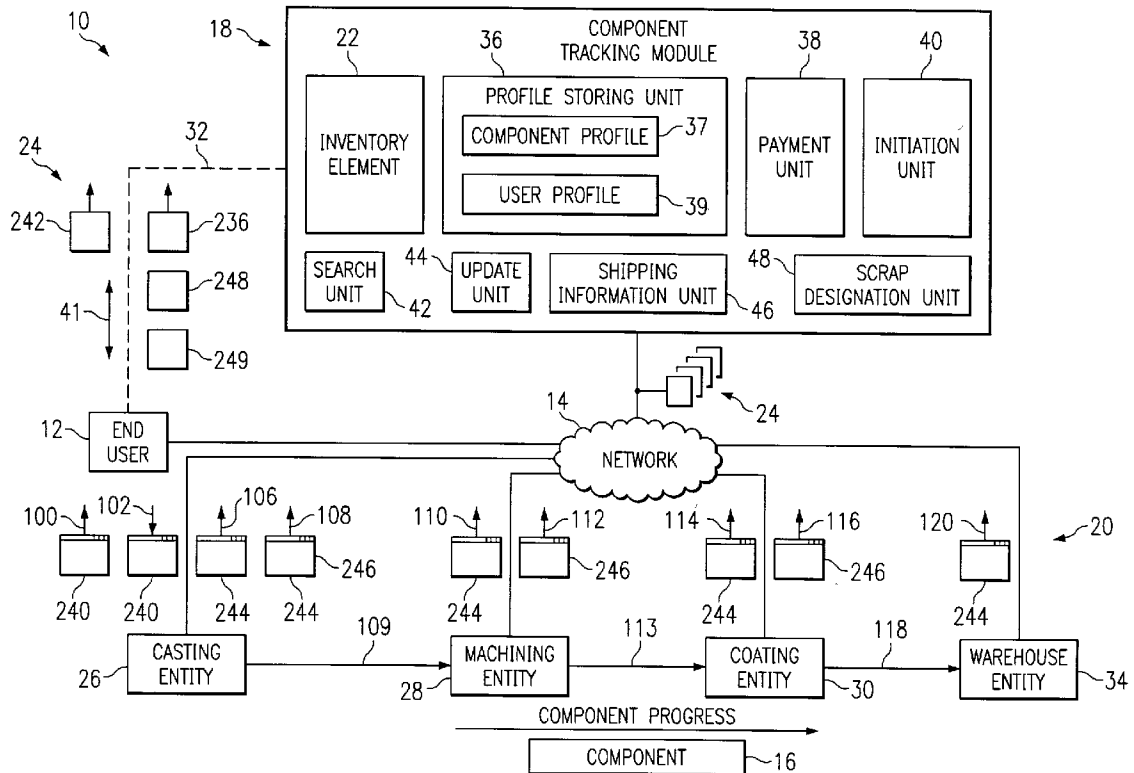 10
18
COMPONENT
TRACKING MODULE
22
36
38
40
INVENTORY
ELEMENT
PROFILE STORING UNIT
COMPONENT PROFILE
37
USER PROFILE
39
PAYMENT
UNIT
INITIATION
UNIT
32
24
242
236
248
249
41
SEARCH
UNIT
42
44
UPDATE
UNIT
SHIPPING
INFORMATION UNIT
46
48
SCRAP
DESIGNATION UNIT
24
12
END
USER
14
NETWORK
100
102
106
108
110
112
114
116
120
20
240
240
244
244
246
244
246
244
246
244
CASTING
ENTITY
26
109
MACHINING
ENTITY
28
113
COATING
ENTITY
30
118
WAREHOUSE
ENTITY
34
COMPONENT PROGRESS
COMPONENT
16